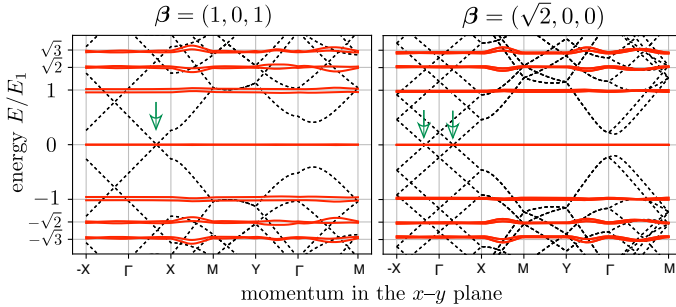 β = (1, 0, 1)
β = (√2, 0, 0)
energy E/E₁
√3
√2
1
0
−1
−√2
−√3
-X Γ X M Y Γ M
-X Γ X M Y Γ M
momentum in the x–y plane